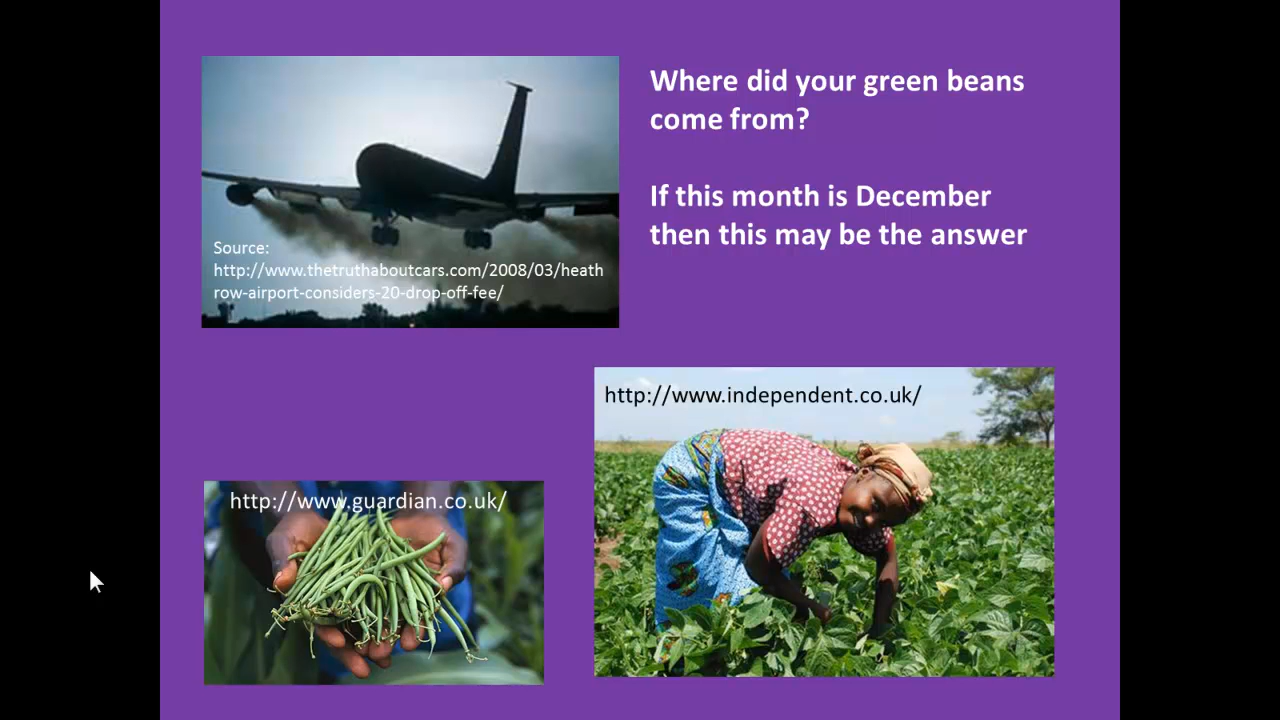 Where did your green beans
come from?
If this month is December
then this may be the answer
Source:
http://www.thetruthaboutcars.com/2008/03/heath
row-airport-considers-20-drop-off-fee/
http://www.independent.co.uk/
http://www.guardian.co.uk/